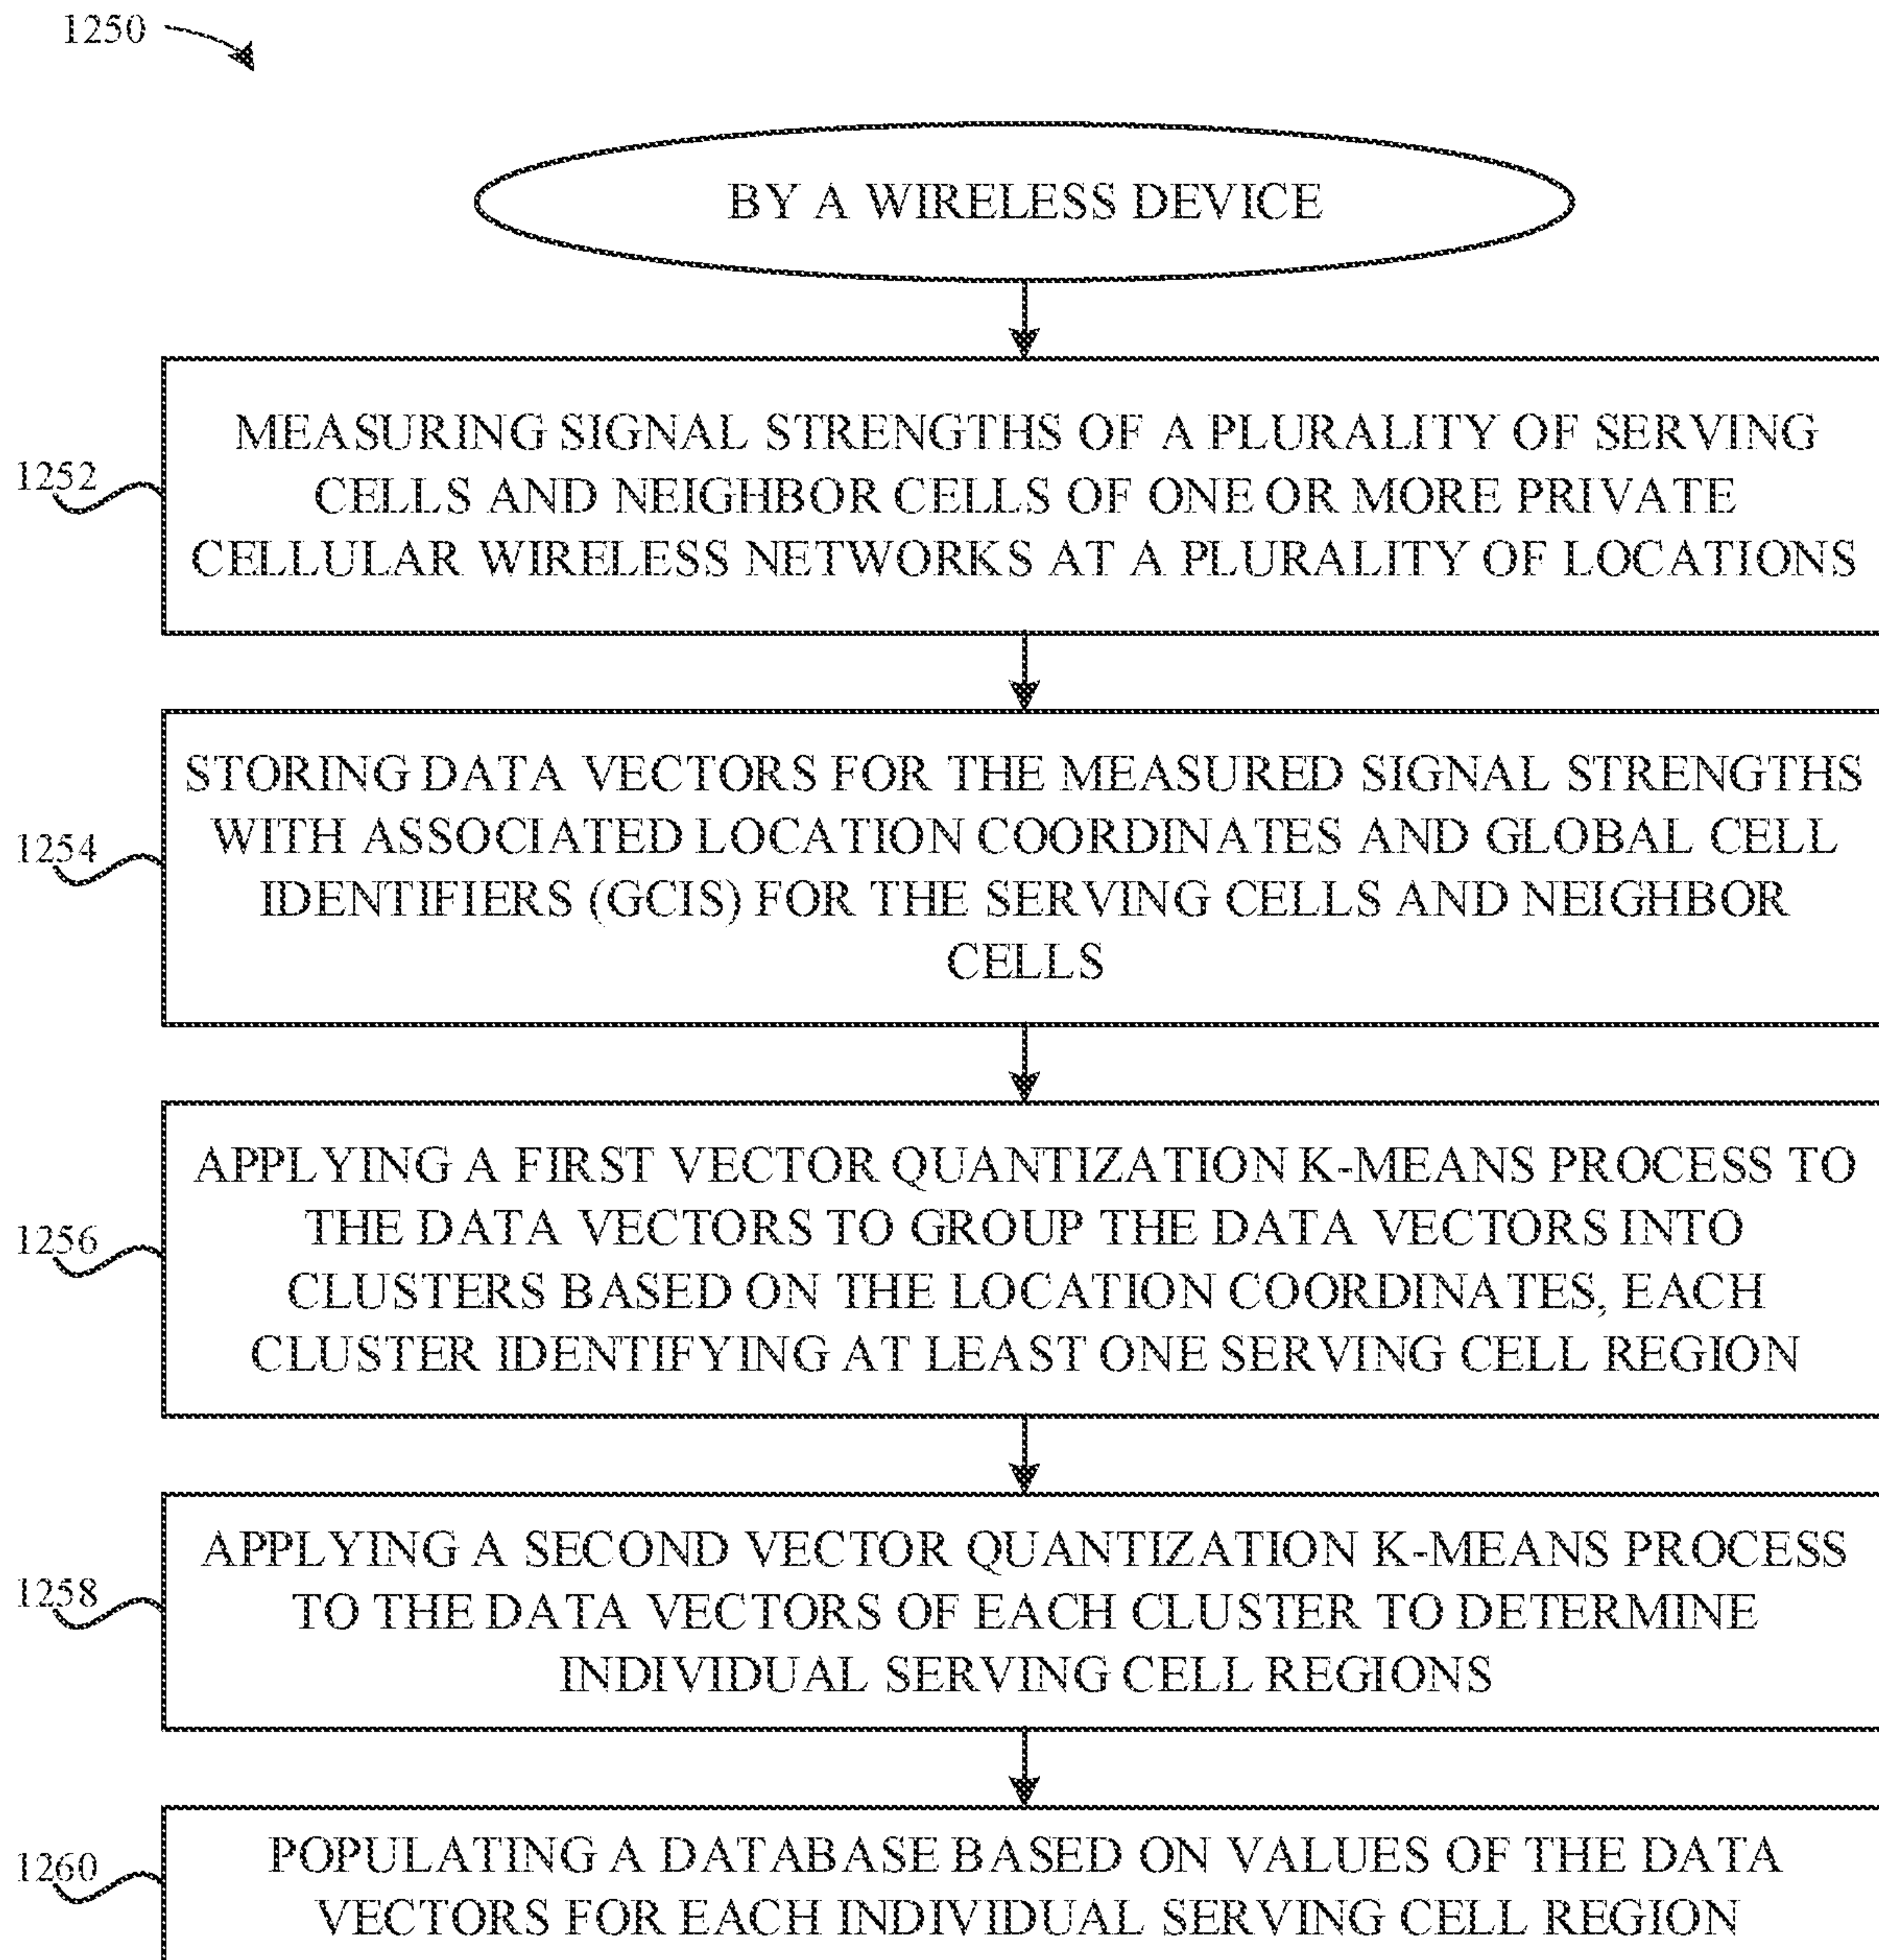 1250
BY A WIRELESS DEVICE
1252
MEASURING SIGNAL STRENGTHS OF A PLURALITY OF SERVING
CELLS AND NEIGHBOR CELLS OF ONE OR MORE PRIVATE
CELLULAR WIRELESS NETWORKS AT A PLURALITY OF LOCATIONS
1254
STORING DATA VECTORS FOR THE MEASURED SIGNAL STRENGTHS
WITH ASSOCIATED LOCATION COORDINATES AND GLOBAL CELL
IDENTIFIERS (GCIS) FOR THE SERVING CELLS AND NEIGHBOR
CELLS
1256
APPLYING A FIRST VECTOR QUANTIZATION K-MEANS PROCESS TO
THE DATA VECTORS TO GROUP THE DATA VECTORS INTO
CLUSTERS BASED ON THE LOCATION COORDINATES, EACH
CLUSTER IDENTIFYING AT LEAST ONE SERVING CELL REGION
1258
APPLYING A SECOND VECTOR QUANTIZATION K-MEANS PROCESS
TO THE DATA VECTORS OF EACH CLUSTER TO DETERMINE
INDIVIDUAL SERVING CELL REGIONS
1260
POPULATING A DATABASE BASED ON VALUES OF THE DATA
VECTORS FOR EACH INDIVIDUAL SERVING CELL REGION